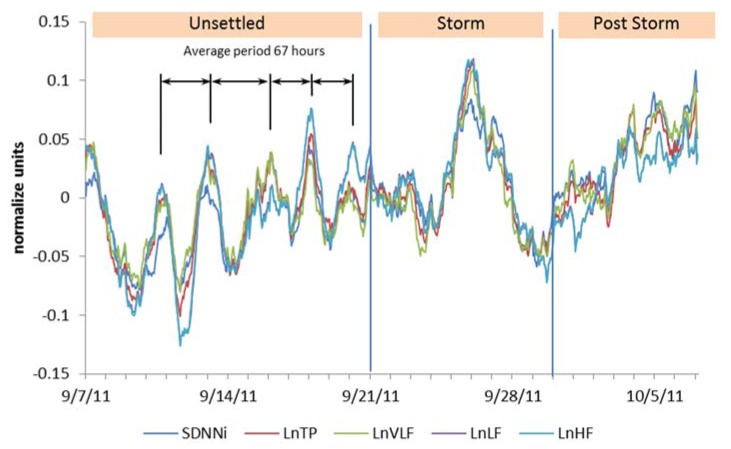 Unsettled Storm Post Storm
Average period 67 hours
0.15
0.1
0.05
0
-0.05
-0.1
-0.15
normalize units
9/7/11 9/14/11 9/21/11 9/28/11 10/5/11
SDNNi LnTP LnVLF LnLF LnHF